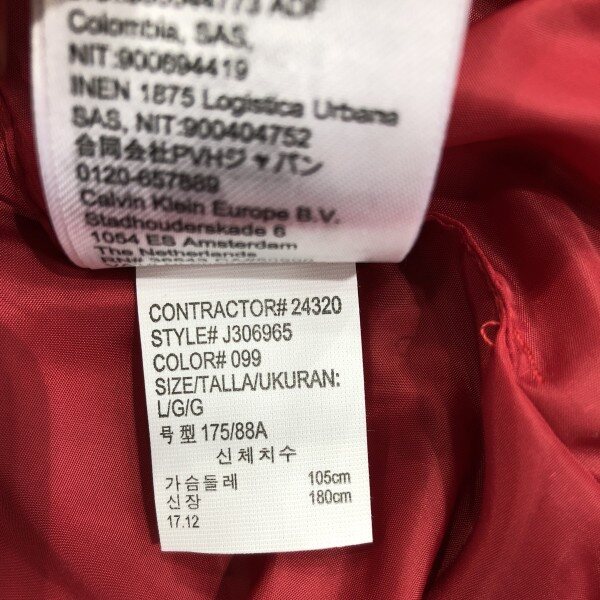 ADF
Colombia, SAS,
NIT:900694419
INEN 1875 Logistica Urbana
SAS, NIT:900404752
合同会社PVHジャパン
0120-657889
Calvin Klein Europe B.V.
Stadhouderskade 6
1054 ES Amsterdam
The Netherlands
CONTRACTOR# 24320
STYLE# J306965
COLOR# 099
SIZE/TALLA/UKURAN:
L/G/G
号型 175/88A
신체치수
가슴둘레 105cm
신장 180cm
17.12